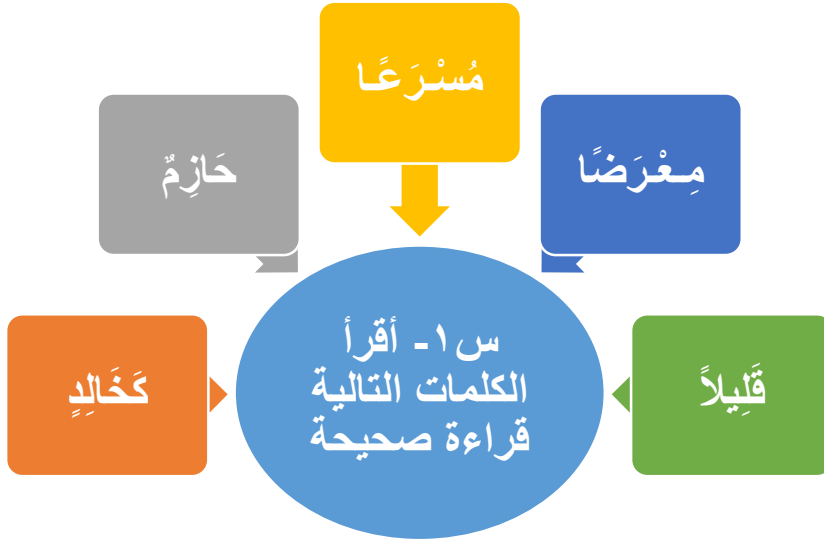 مُسْرَعًا
مِعْرَضًا
حَازِمٌ
قَلِيلاً
كَخَالِدٍ
س١- أقرأ
الكلمات التالية
قراءة صحيحة